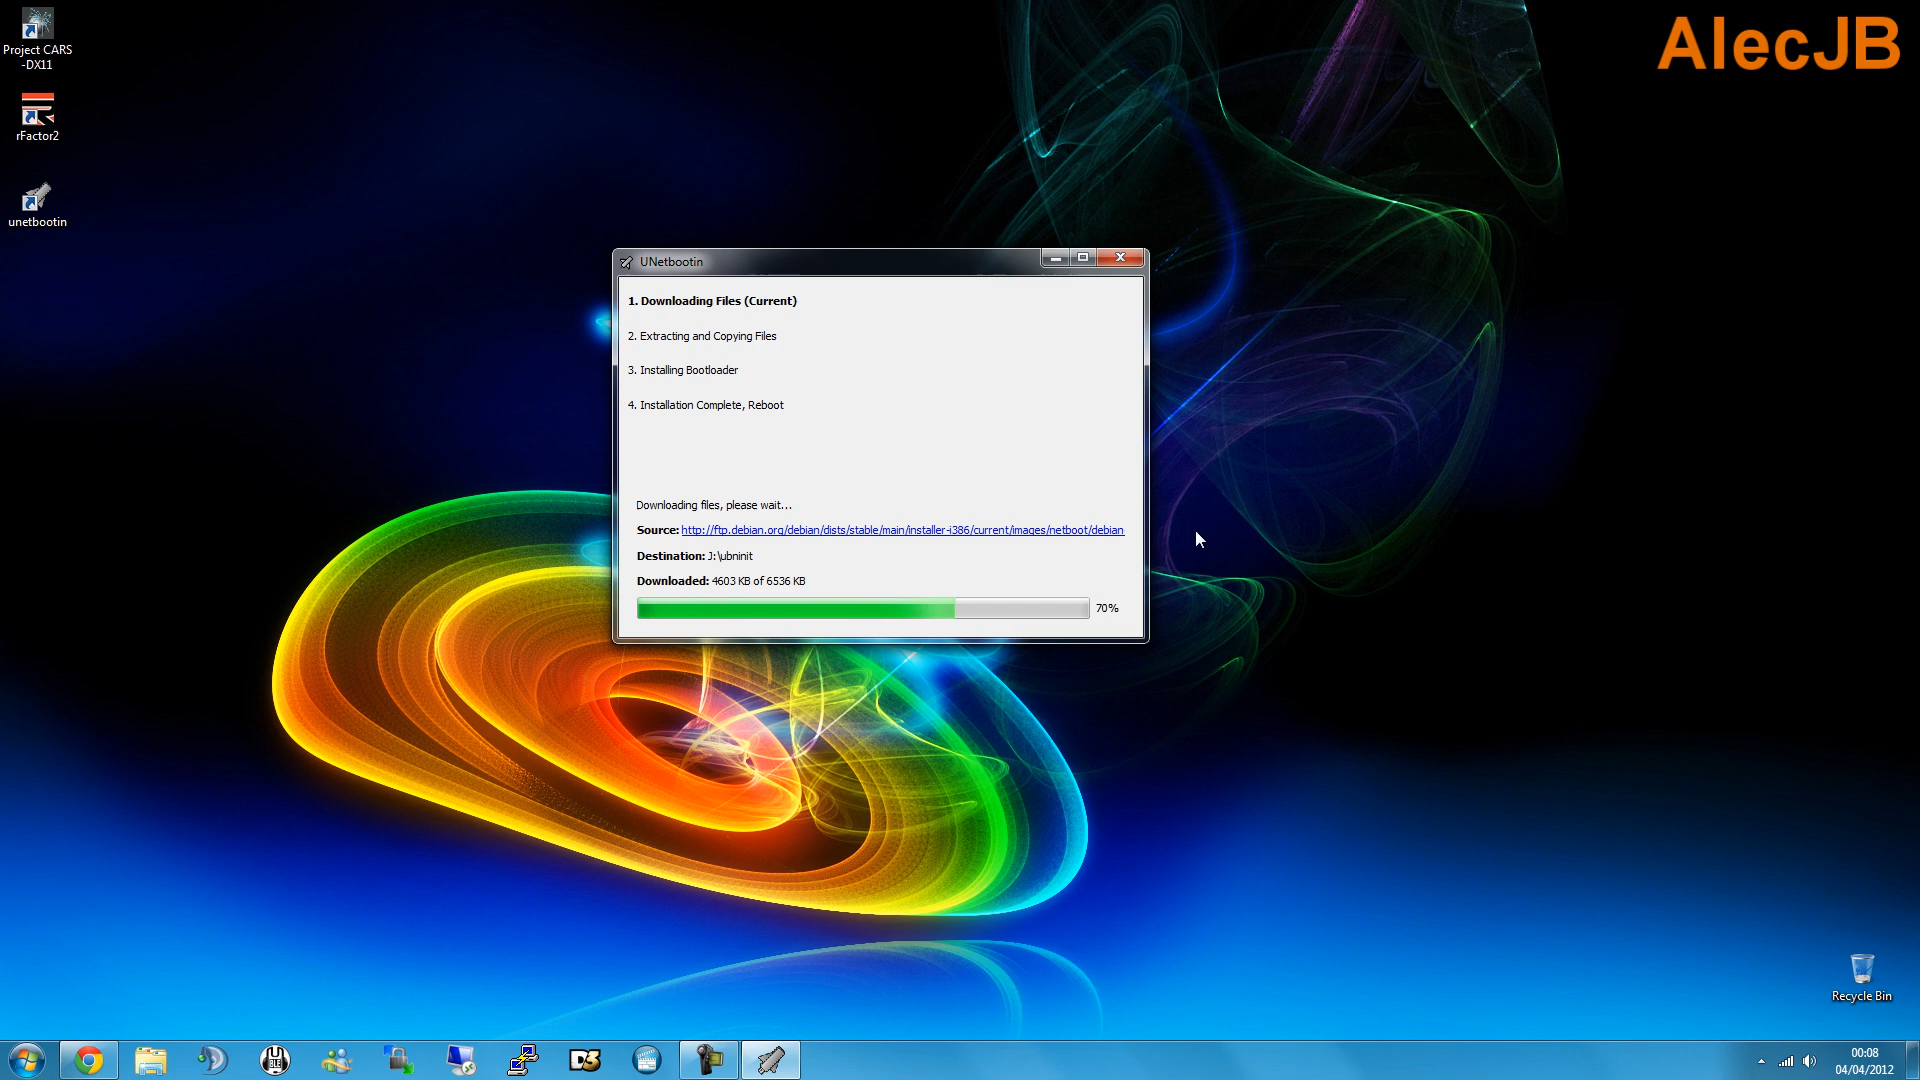 Project CARS
-DX11
rFactor2
unetbootin
AlecJB
UNetbootin
1. Downloading Files (Current)
2. Extracting and Copying Files
3. Installing Bootloader
4. Installation Complete, Reboot
Downloading files, please wait...
Source: http://ftp.debian.org/debian/dists/stable/main/installer-i386/current/images/netboot/debian
Destination: J:\ubninit
Downloaded: 4603 KB of 6536 KB
70%
Recycle Bin
BLE
D3
00:08
04/04/2012